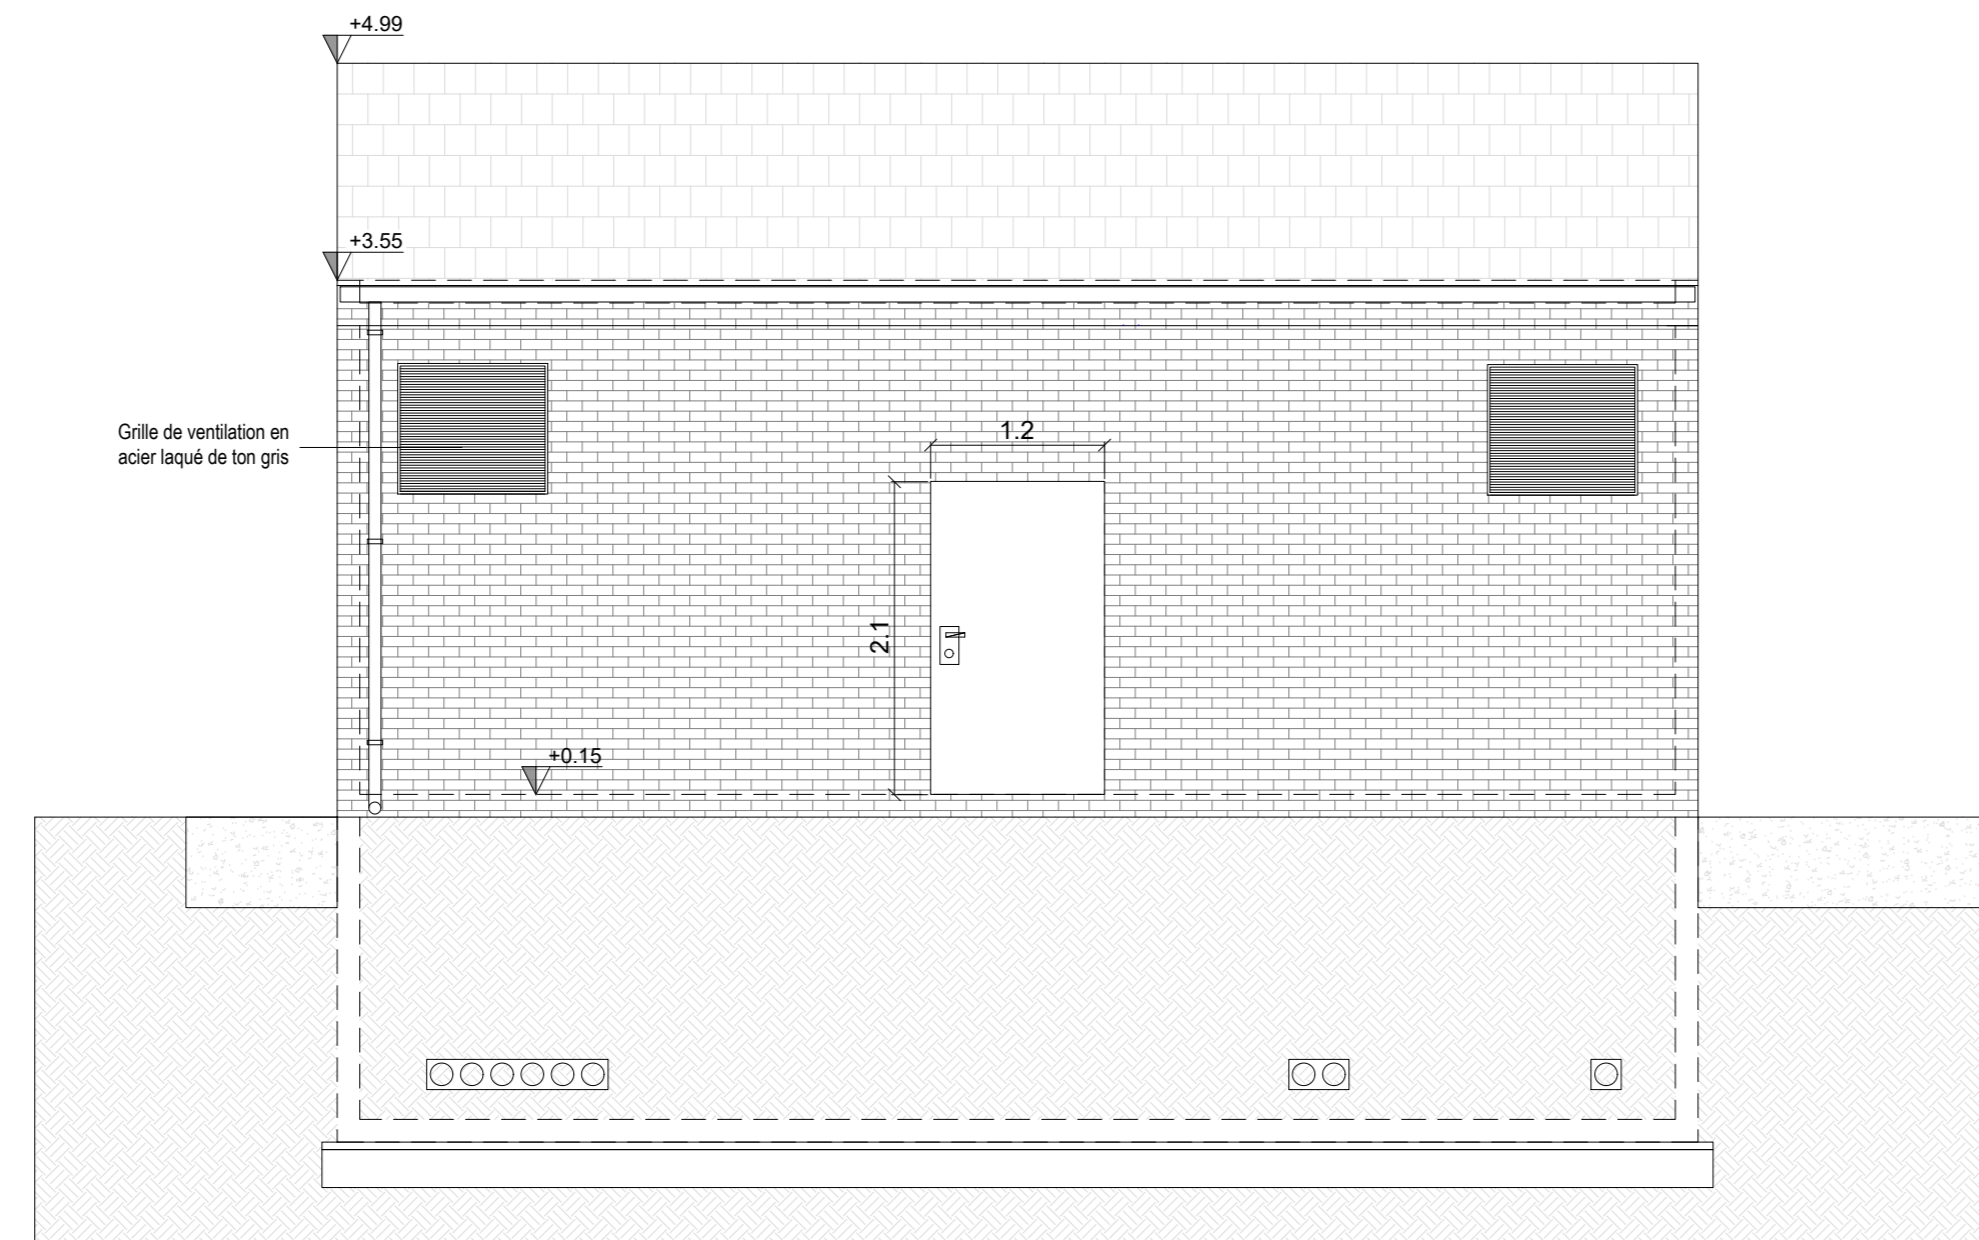 +4.99
+3.55
Grille de ventilation en
acier laqué de ton gris
1.2
2.1
+0.15